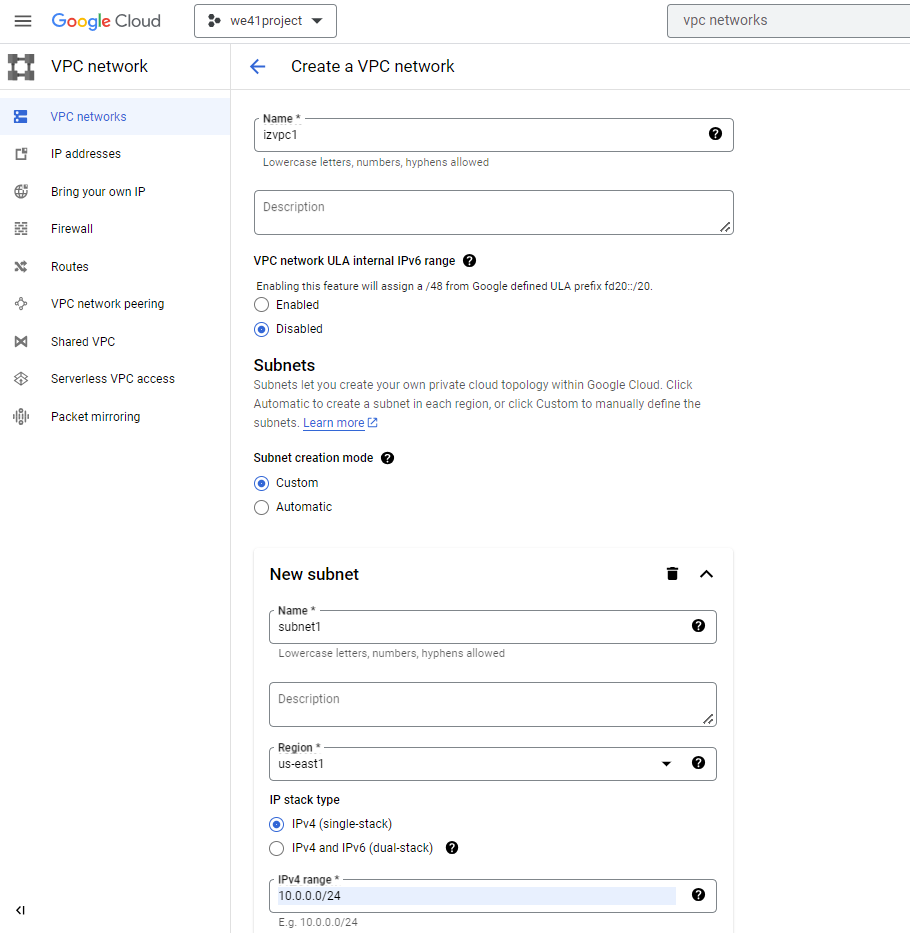 Google Cloud
we41project
vpc networks
VPC network
Create a VPC network
VPC networks
IP addresses
Bring your own IP
Firewall
Routes
VPC network peering
Shared VPC
Serverless VPC access
Packet mirroring
Name *
izvpc1
Lowercase letters, numbers, hyphens allowed
Description
VPC network ULA internal IPv6 range
Enabling this feature will assign a /48 from Google defined ULA prefix fd20::/20.
Enabled
Disabled
Subnets
Subnets let you create your own private cloud topology within Google Cloud. Click
Automatic to create a subnet in each region, or click Custom to manually define the
subnets. Learn more
Subnet creation mode
Custom
Automatic
New subnet
Name *
subnet1
Lowercase letters, numbers, hyphens allowed
Description
Region *
us-east1
IP stack type
IPv4 (single-stack)
IPv4 and IPv6 (dual-stack)
IPv4 range *
10.0.0.0/24
E.g. 10.0.0.0/24